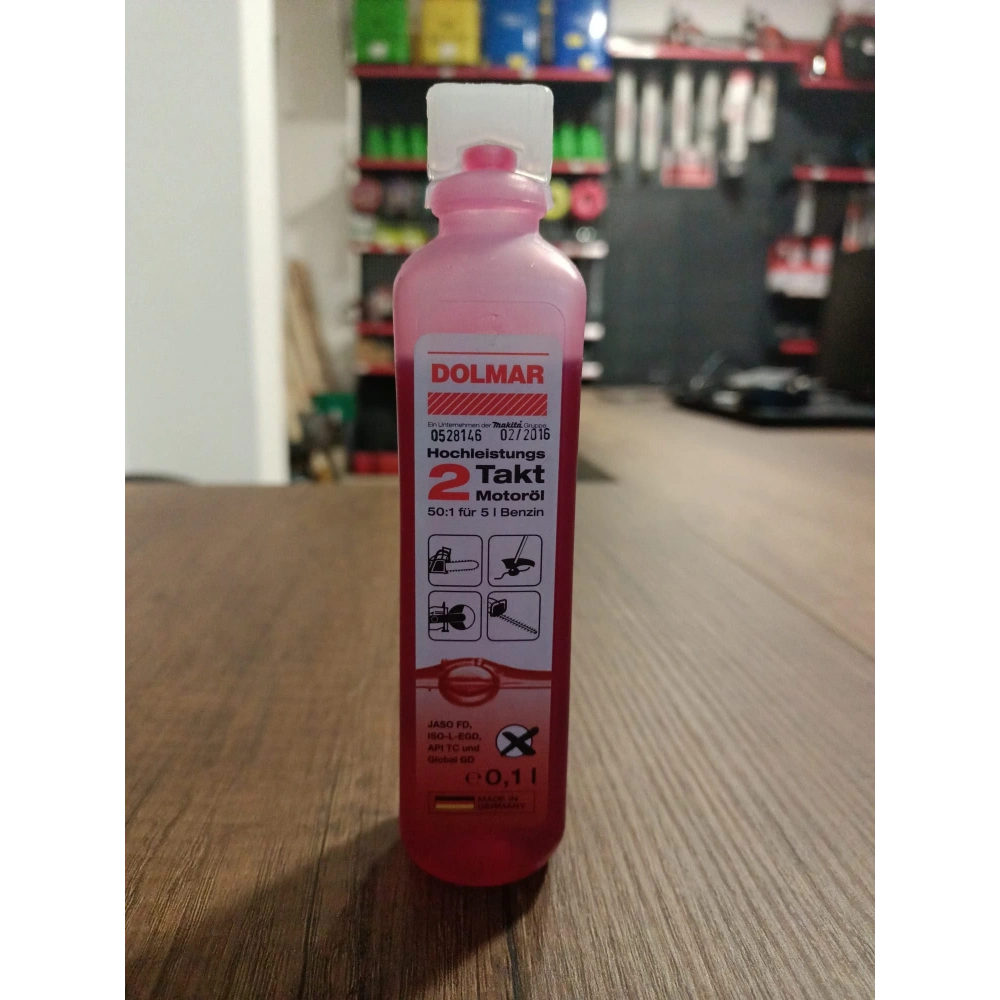 DOLMAR
Ein Unternehmen der Makita Gruppe
0528146 02/2016
Hochleistungs
2 Takt
Motoröl
50:1 für 5 l Benzin
JASO FD,
ISO-L-EGD,
API TC und
Global GD
℮ 0,1 l
MADE IN
GERMANY